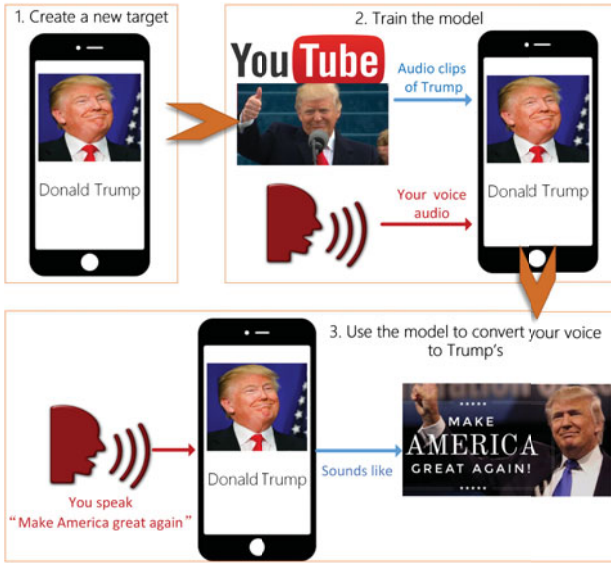 1. Create a new target
Donald Trump
2. Train the model
YouTube
Audio clips
of Trump
Your voice
audio
Donald Trump
3. Use the model to convert your voice
to Trump's
You speak
"Make America great again"
Donald Trump
Sounds like
MAKE
AMERICA
GREAT AGAIN!